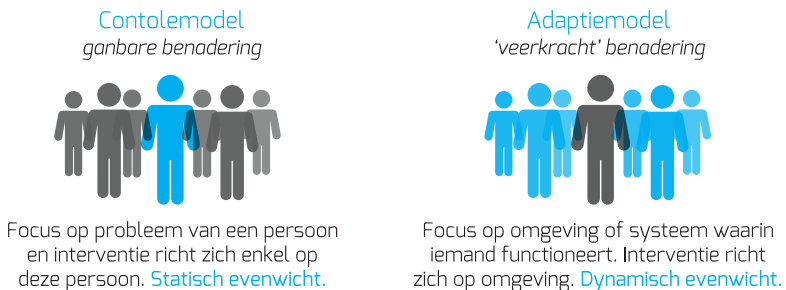 Contolemodel
ganbare benadering
Focus op probleem van een persoon
en interventie richt zich enkel op
deze persoon. Statisch evenwicht.
Adaptiemodel
‘veerkracht’ benadering
Focus op omgeving of systeem waarin
iemand functioneert. Interventie richt
zich op omgeving. Dynamisch evenwicht.